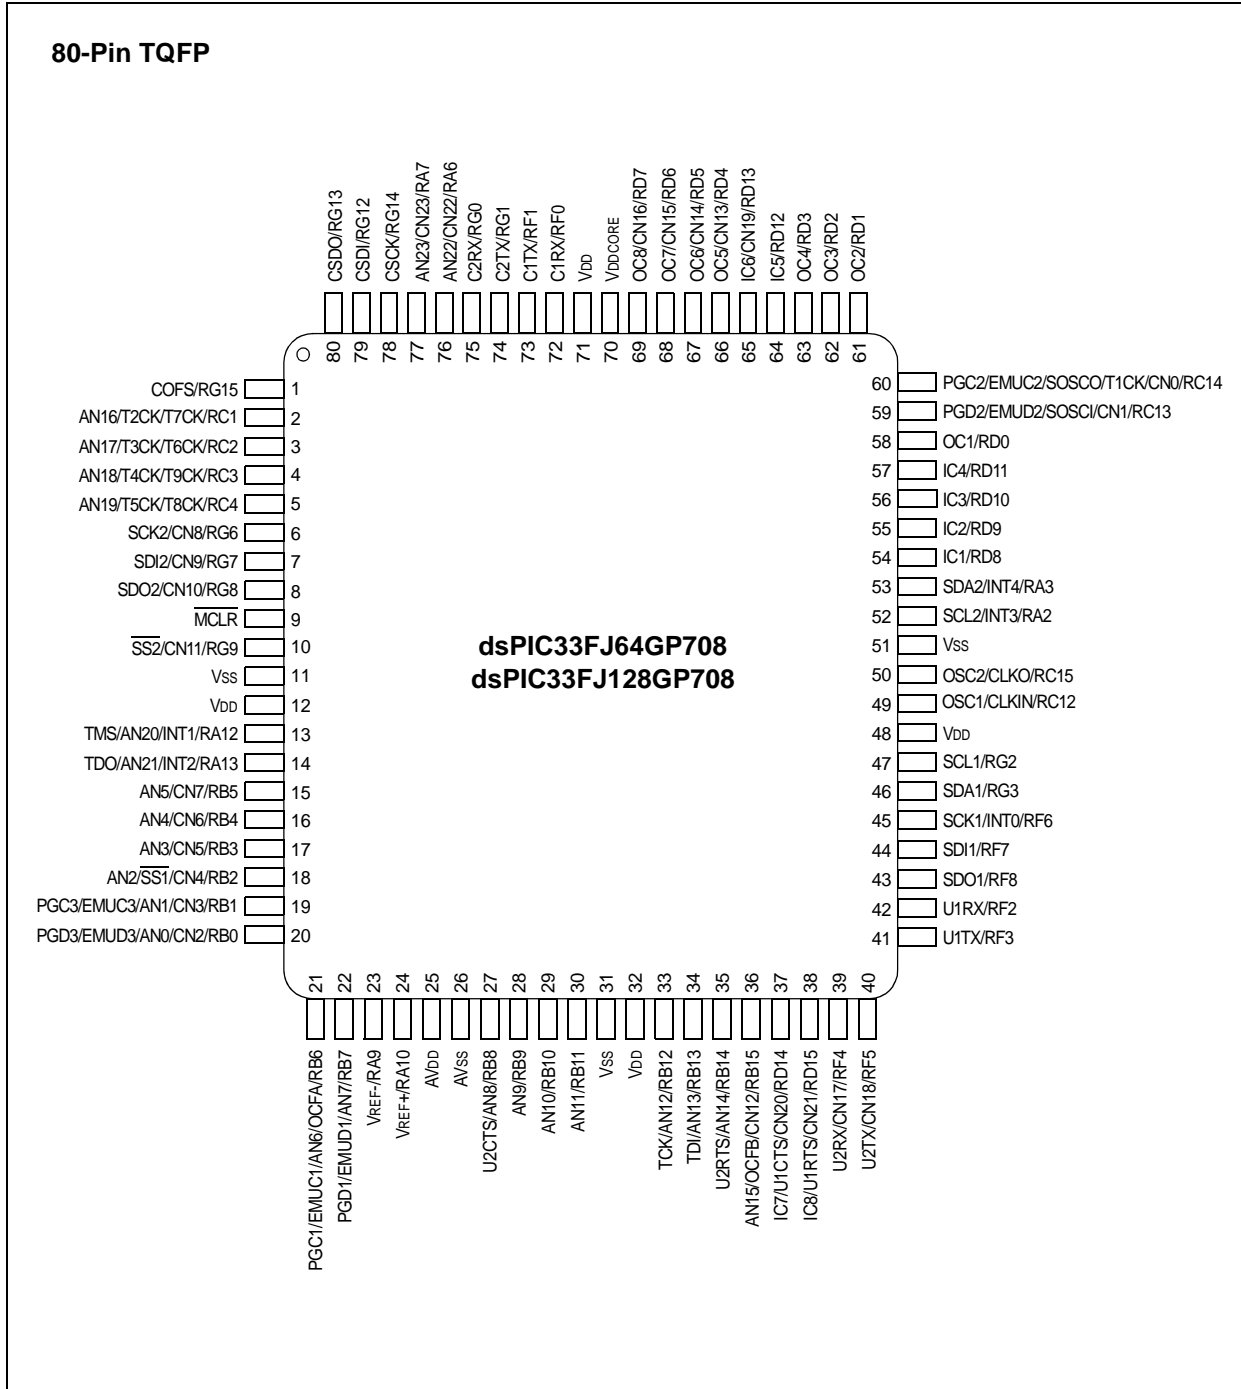 80-Pin TQFP
CSDO/RG13
CSDI/RG12
CSCK/RG14
AN23/CN23/RA7
AN22/CN22/RA6
C2RX/RG0
C2TX/RG1
C1TX/RF1
C1RX/RF0
VDD
VDDCORE
OC8/CN16/RD7
OC7/CN15/RD6
OC6/CN14/RD5
OC5/CN13/RD4
IC6/CN19/RD13
IC5/RD12
OC4/RD3
OC3/RD2
OC2/RD1
80 79 78 77 76 75 74 73 72 71 70 69 68 67 66 65 64 63 62 61
COFS/RG15 1
AN16/T2CK/T7CK/RC1 2
AN17/T3CK/T6CK/RC2 3
AN18/T4CK/T9CK/RC3 4
AN19/T5CK/T8CK/RC4 5
SCK2/CN8/RG6 6
SDI2/CN9/RG7 7
SDO2/CN10/RG8 8
MCLR 9
SS2/CN11/RG9 10
VSS 11
VDD 12
TMS/AN20/INT1/RA12 13
TDO/AN21/INT2/RA13 14
AN5/CN7/RB5 15
AN4/CN6/RB4 16
AN3/CN5/RB3 17
AN2/SS1/CN4/RB2 18
PGC3/EMUC3/AN1/CN3/RB1 19
PGD3/EMUD3/AN0/CN2/RB0 20
dsPIC33FJ64GP708
dsPIC33FJ128GP708
60 PGC2/EMUC2/SOSCO/T1CK/CN0/RC14
59 PGD2/EMUD2/SOSCI/CN1/RC13
58 OC1/RD0
57 IC4/RD11
56 IC3/RD10
55 IC2/RD9
54 IC1/RD8
53 SDA2/INT4/RA3
52 SCL2/INT3/RA2
51 VSS
50 OSC2/CLKO/RC15
49 OSC1/CLKIN/RC12
48 VDD
47 SCL1/RG2
46 SDA1/RG3
45 SCK1/INT0/RF6
44 SDI1/RF7
43 SDO1/RF8
42 U1RX/RF2
41 U1TX/RF3
21 22 23 24 25 26 27 28 29 30 31 32 33 34 35 36 37 38 39 40
PGC1/EMUC1/AN6/OCFA/RB6
PGD1/EMUD1/AN7/RB7
VREF-/RA9
VREF+/RA10
AVDD
AVSS
U2CTS/AN8/RB8
AN9/RB9
AN10/RB10
AN11/RB11
VSS
VDD
TCK/AN12/RB12
TDI/AN13/RB13
U2RTS/AN14/RB14
AN15/OCFB/CN12/RB15
IC7/U1CTS/CN20/RD14
IC8/U1RTS/CN21/RD15
U2RX/CN17/RF4
U2TX/CN18/RF5